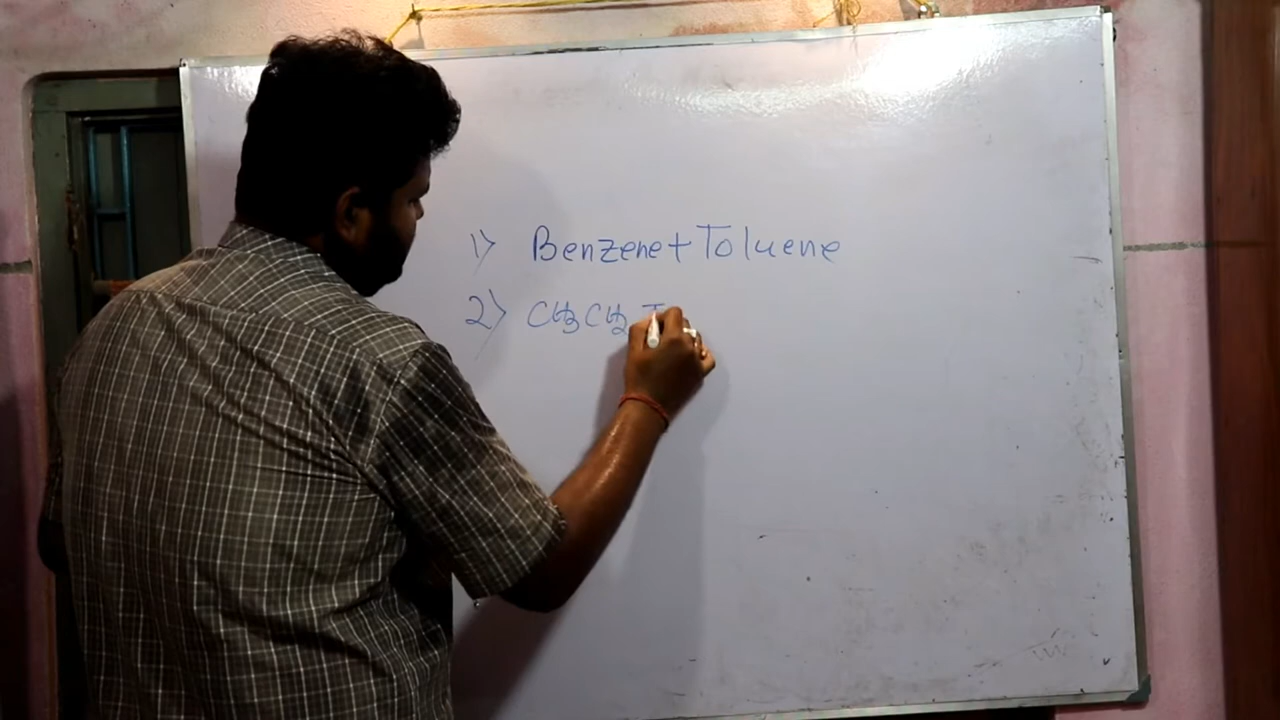 1) Benzene + Toluene
2) CH3CH2 I